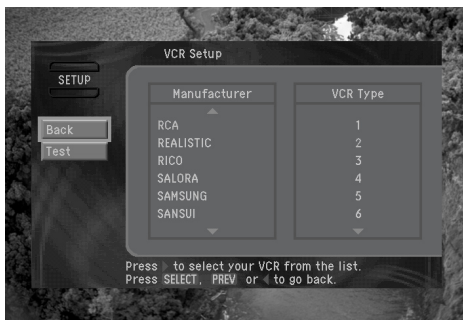 VCR Setup
SETUP
Manufacturer VCR Type
Back
RCA 1
Test
REALISTIC 2
RICO 3
SALORA 4
SAMSUNG 5
SANSUI 6
Press to select your VCR from the list.
Press SELECT, PREV or to go back.